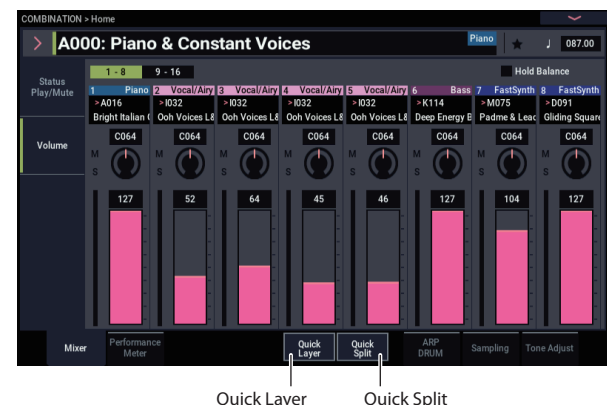 COMBINATION > Home
> A000: Piano & Constant Voices Piano ★ ♩ 087.00
Status Play/Mute
1 - 8 9 - 16 Hold Balance
1 Piano 2 Vocal/Airy 3 Vocal/Airy 4 Vocal/Airy 5 Vocal/Airy 6 Bass 7 FastSynth 8 FastSynth
>A016 >I032 >I032 >I032 >I032 >K114 >M075 >D091
Bright Italian Ooh Voices L& Ooh Voices L& Ooh Voices L& Ooh Voices L& Deep Energy B Padme & Lead Gliding Square
Volume
C064 C064 C064 C064 C064 C064 C064 C064
M M M M M M M M
S S S S S S S S
127 52 64 45 46 127 104 127
Mixer
Performance Meter
Quick Layer
Quick Split
ARP DRUM
Sampling
Tone Adjust
Quick Layer Quick Split